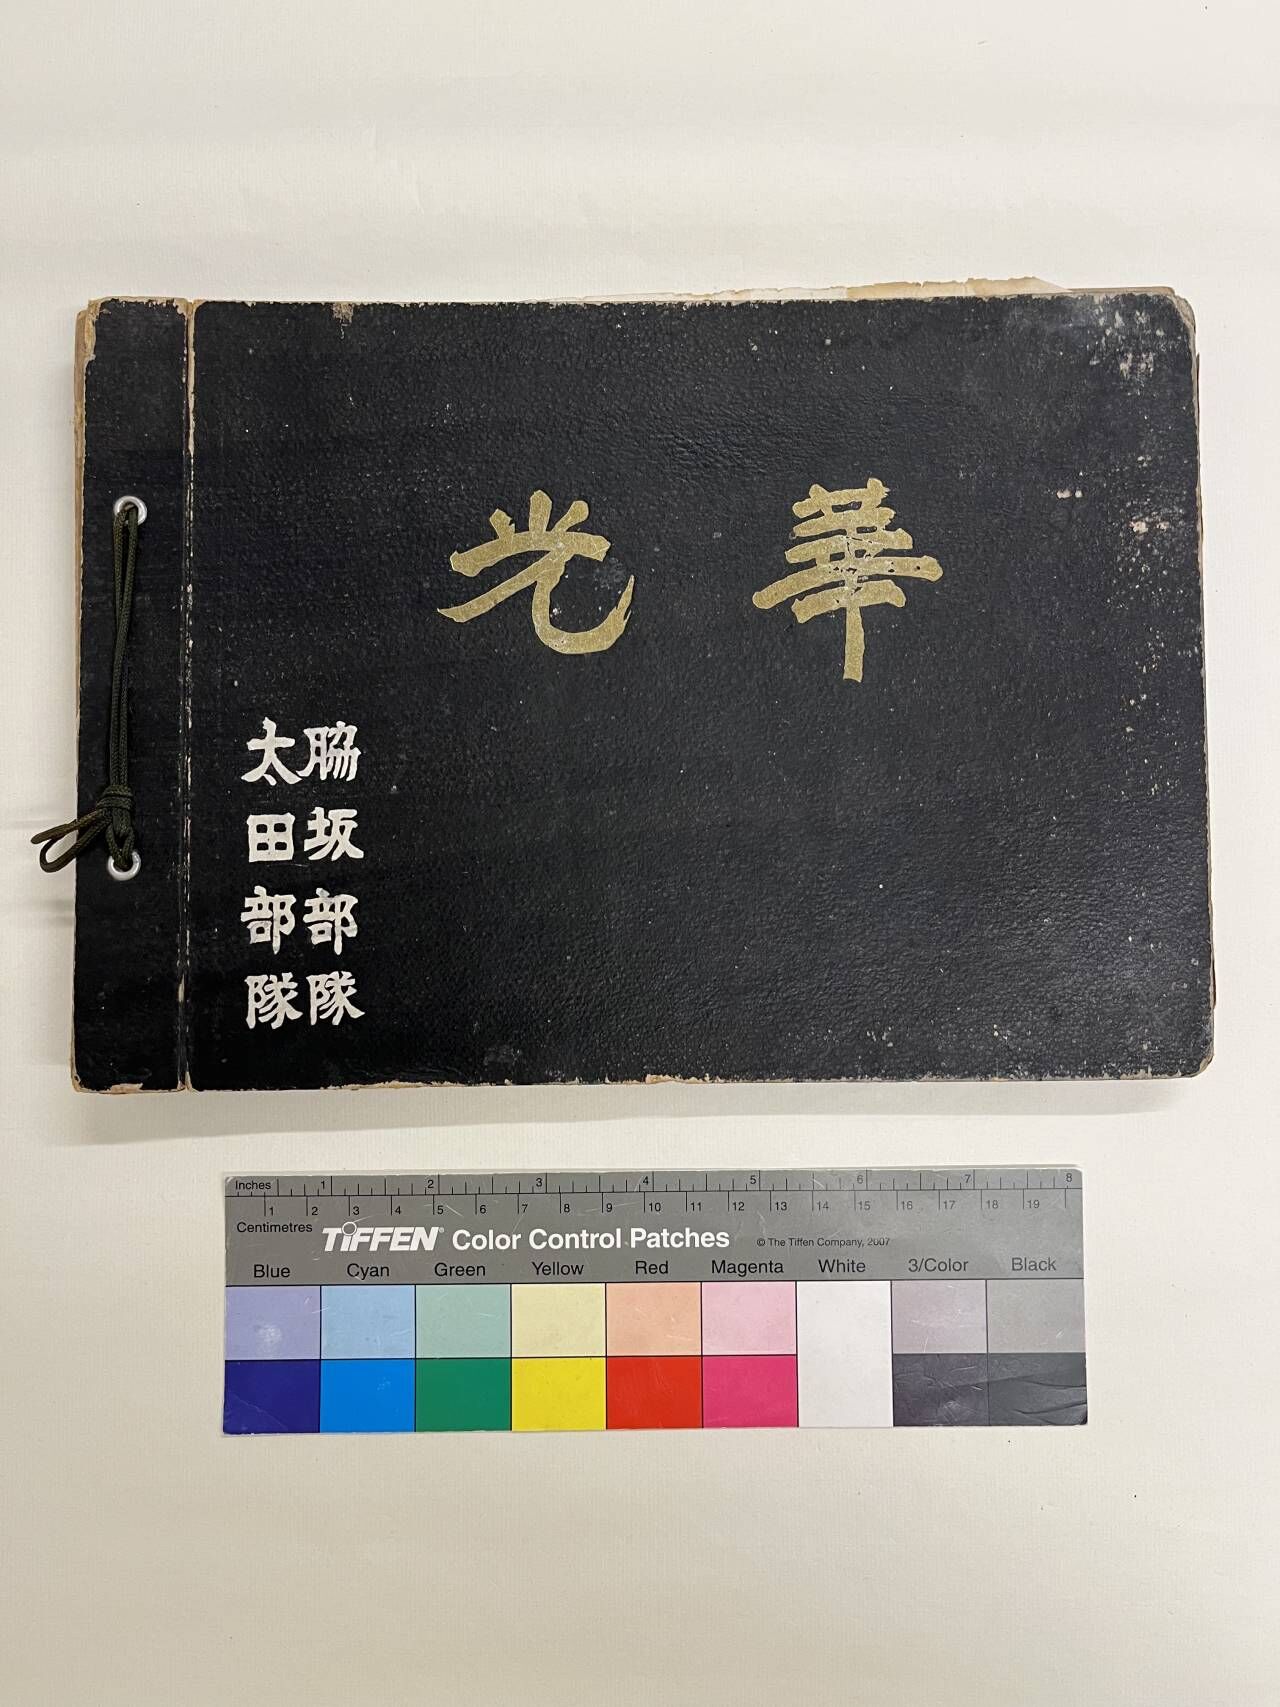 華光
脇坂部隊
太田部隊
Inches 1 2 3 4 5 6 7 8
1 2 3 4 5 6 7 8 9 10 11 12 13 14 15 16 17 18 19
Centimetres
TIFFEN® Color Control Patches © The Tiffen Company, 2007
Blue Cyan Green Yellow Red Magenta White 3/Color Black